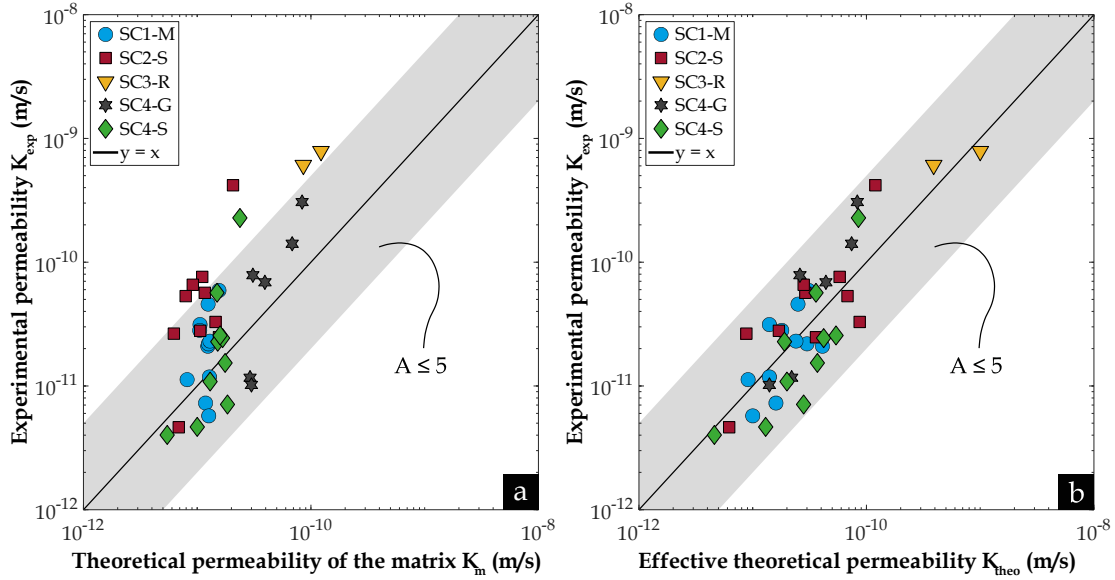 10⁻⁸
10⁻⁹
10⁻¹⁰
10⁻¹¹
10⁻¹²
Experimental permeability K_exp (m/s)
SC1-M
SC2-S
SC3-R
SC4-G
SC4-S
y = x
A ≤ 5
a
10⁻¹²
10⁻¹⁰
10⁻⁸
Theoretical permeability of the matrix K_m (m/s)
10⁻⁸
10⁻⁹
10⁻¹⁰
10⁻¹¹
10⁻¹²
Experimental permeability K_exp (m/s)
SC1-M
SC2-S
SC3-R
SC4-G
SC4-S
y = x
A ≤ 5
b
10⁻¹²
10⁻¹⁰
10⁻⁸
Effective theoretical permeability K_theo (m/s)